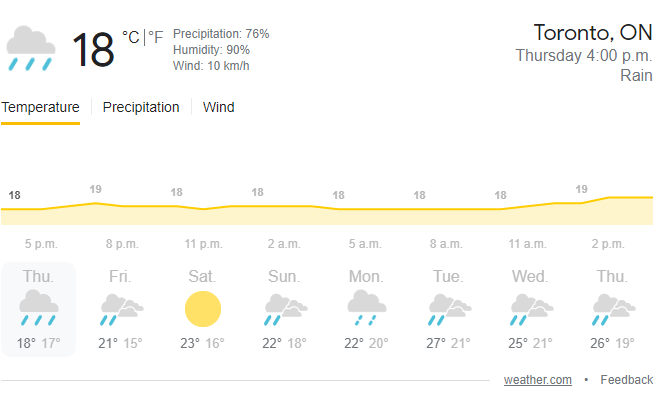 18 °C | °F
Precipitation: 76%
Humidity: 90%
Wind: 10 km/h
Toronto, ON
Thursday 4:00 p.m.
Rain
Temperature | Precipitation | Wind
18 19 18 18 18 18 18 19
5 p.m. 8 p.m. 11 p.m. 2 a.m. 5 a.m. 8 a.m. 11 a.m. 2 p.m.
Thu. Fri. Sat. Sun. Mon. Tue. Wed. Thu.
18° 17° 21° 15° 23° 16° 22° 18° 22° 20° 27° 21° 25° 21° 26° 19°
weather.com • Feedback